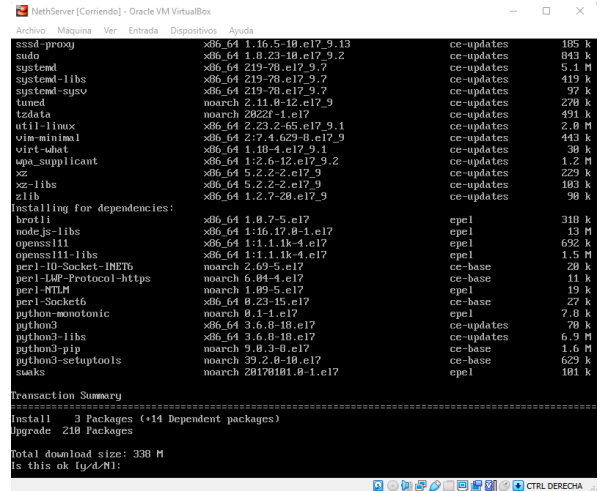 NethServer [Corriendo] - Oracle VM VirtualBox
Archivo Máquina Ver Entrada Dispositivos Ayuda
sssd-proxy x86_64 1.16.5-10.el7_9.13 ce-updates 185 k
sudo x86_64 1.8.23-10.el7_9.2 ce-updates 843 k
systemd x86_64 219-78.el7_9.7 ce-updates 5.1 M
systemd-libs x86_64 219-78.el7_9.7 ce-updates 419 k
systemd-sysv x86_64 219-78.el7_9.7 ce-updates 97 k
tuned noarch 2.11.0-12.el7_9 ce-updates 270 k
tzdata noarch 2022f-1.el7 ce-updates 491 k
util-linux x86_64 2.23.2-65.el7_9.1 ce-updates 2.0 M
vim-minimal x86_64 2:7.4.629-8.el7_9 ce-updates 443 k
virt-what x86_64 1.18-4.el7_9.1 ce-updates 30 k
wpa_supplicant x86_64 1:2.6-12.el7_9.2 ce-updates 1.2 M
xz x86_64 5.2.2-2.el7_9 ce-updates 229 k
xz-libs x86_64 5.2.2-2.el7_9 ce-updates 103 k
zlib x86_64 1.2.7-20.el7_9 ce-updates 90 k
Installing for dependencies:
brotli x86_64 1.0.7-5.el7 epel 318 k
nodejs-libs x86_64 1:16.17.0-1.el7 epel 13 M
openssl11 x86_64 1:1.1.1k-4.el7 epel 692 k
openssl11-libs x86_64 1:1.1.1k-4.el7 epel 1.5 M
perl-IO-Socket-INET6 noarch 2.69-5.el7 ce-base 20 k
perl-LWP-Protocol-https noarch 6.04-4.el7 ce-base 11 k
perl-NTLM noarch 1.09-5.el7 epel 19 k
perl-Socket6 x86_64 0.23-15.el7 ce-base 27 k
python-monotonic noarch 0.1-1.el7 epel 7.8 k
python3 x86_64 3.6.8-18.el7 ce-updates 70 k
python3-libs x86_64 3.6.8-18.el7 ce-updates 6.9 M
python3-pip noarch 9.0.3-8.el7 ce-base 1.6 M
python3-setuptools noarch 39.2.0-10.el7 ce-base 629 k
swaks noarch 20170101.0-1.el7 epel 101 k
Transaction Summary
================================================================================
Install 3 Packages (+14 Dependent packages)
Upgrade 210 Packages
Total download size: 338 M
Is this ok [y/d/N]:
CTRL DERECHA